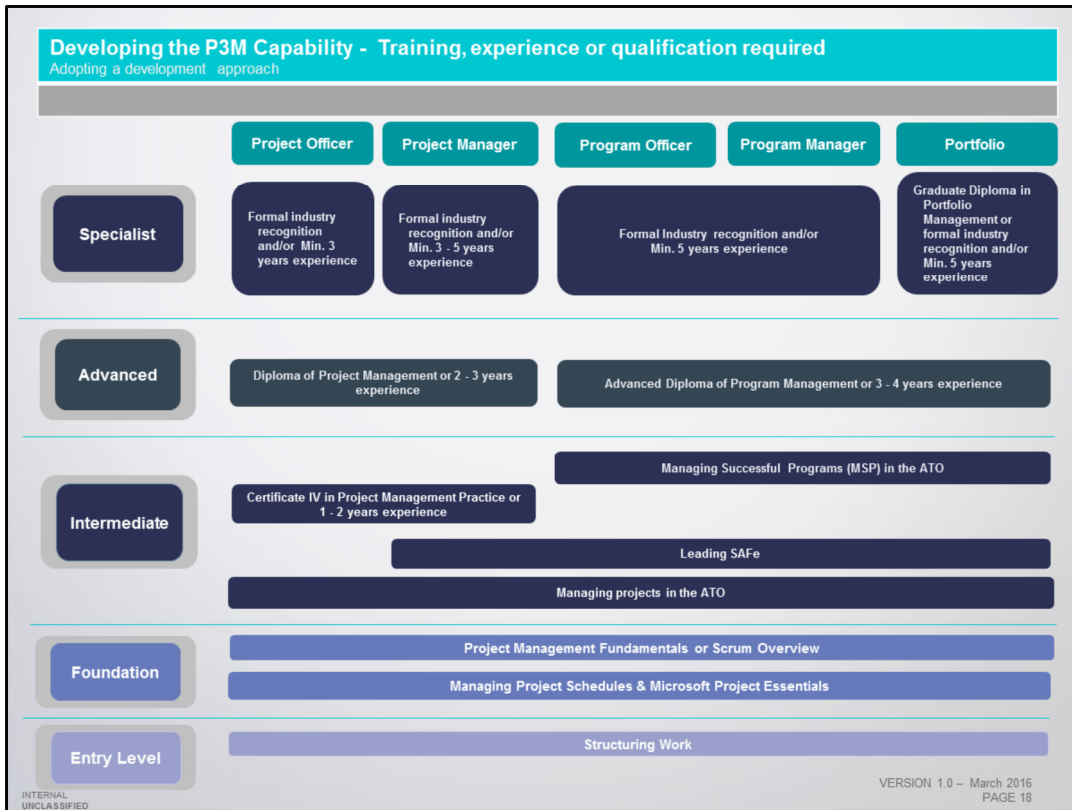 Developing the P3M Capability - Training, experience or qualification required
Adopting a development approach
Project Officer
Project Manager
Program Officer
Program Manager
Portfolio
Specialist
Formal industry
recognition
and/or Min. 3
years experience
Formal industry
recognition and/or
Min. 3 - 5 years
experience
Formal Industry recognition and/or
Min. 5 years experience
Graduate Diploma in
Portfolio
Management or
formal industry
recognition and/or
Min. 5 years
experience
Advanced
Diploma of Project Management or 2 - 3 years
experience
Advanced Diploma of Program Management or 3 - 4 years experience
Intermediate
Managing Successful Programs (MSP) in the ATO
Certificate IV in Project Management Practice or
1 - 2 years experience
Leading SAFe
Managing projects in the ATO
Foundation
Project Management Fundamentals or Scrum Overview
Managing Project Schedules & Microsoft Project Essentials
Entry Level
Structuring Work
INTERNAL
UNCLASSIFIED
VERSION 1.0 – March 2016
PAGE 18